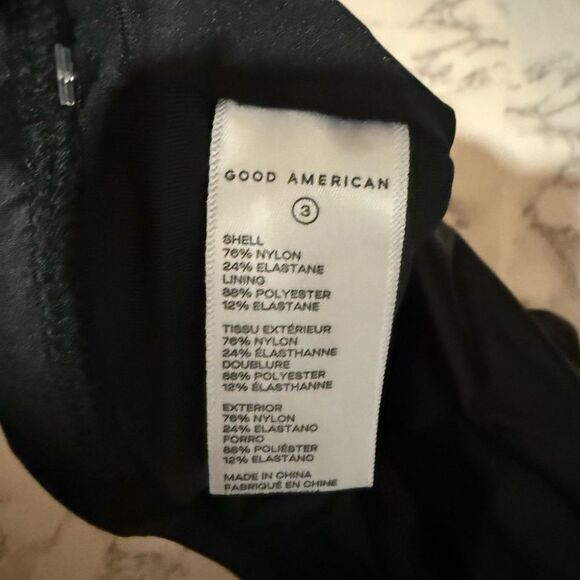 GOOD AMERICAN
3
SHELL
76% NYLON
24% ELASTANE
LINING
88% POLYESTER
12% ELASTANE
TISSU EXTÉRIEUR
76% NYLON
24% ÉLASTHANNE
DOUBLURE
88% POLYESTER
12% ÉLASTHANNE
EXTERIOR
76% NYLON
24% ELASTANO
FORRO
88% POLIÉSTER
12% ELASTANO
MADE IN CHINA
FABRIQUÉ EN CHINE